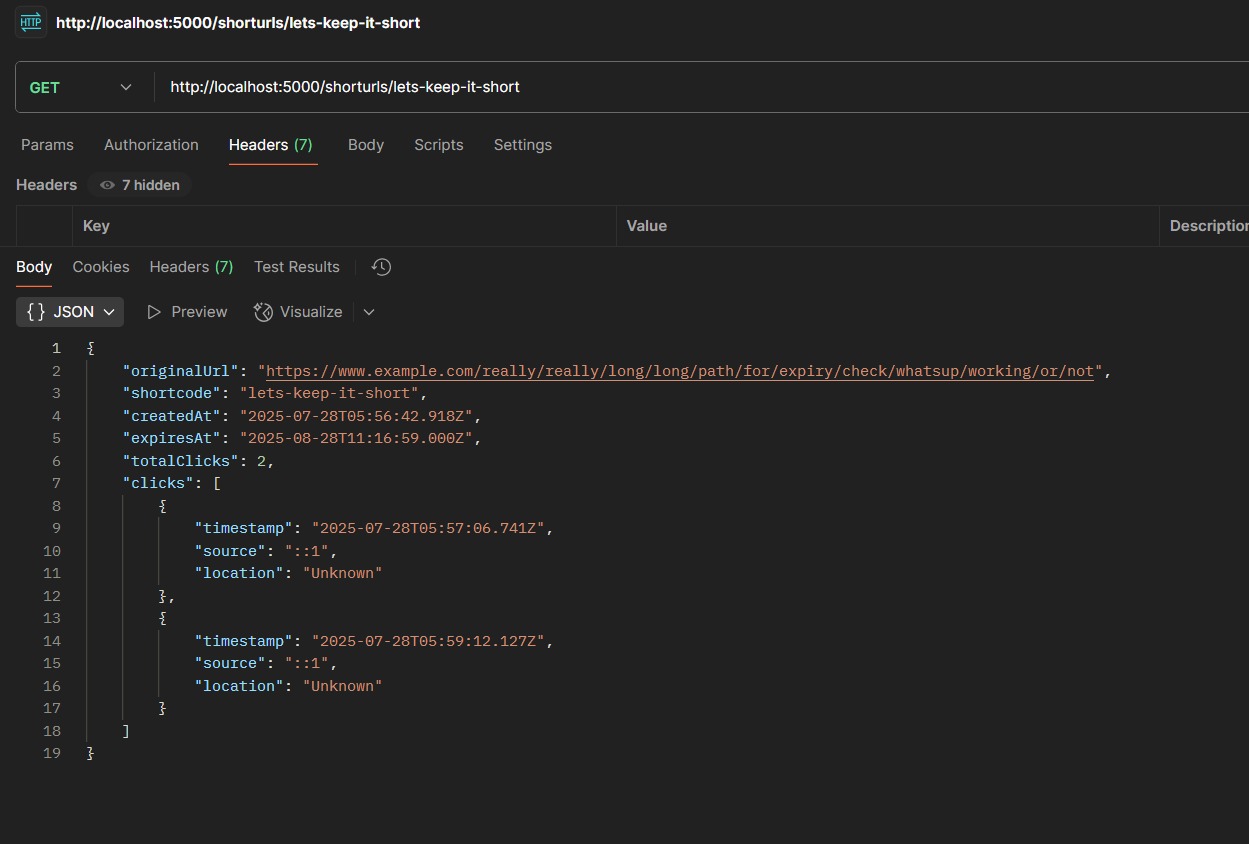 HTTP http://localhost:5000/shorturls/lets-keep-it-short
GET http://localhost:5000/shorturls/lets-keep-it-short
Params Authorization Headers (7) Body Scripts Settings
Headers 7 hidden
Key Value Description
Body Cookies Headers (7) Test Results
{} JSON Preview Visualize
1 {
2 "originalUrl": "https://www.example.com/really/really/long/long/path/for/expiry/check/whatsup/working/or/not",
3 "shortcode": "lets-keep-it-short",
4 "createdAt": "2025-07-28T05:56:42.918Z",
5 "expiresAt": "2025-08-28T11:16:59.000Z",
6 "totalClicks": 2,
7 "clicks": [
8 {
9 "timestamp": "2025-07-28T05:57:06.741Z",
10 "source": "::1",
11 "location": "Unknown"
12 },
13 {
14 "timestamp": "2025-07-28T05:59:12.127Z",
15 "source": "::1",
16 "location": "Unknown"
17 }
18 ]
19 }